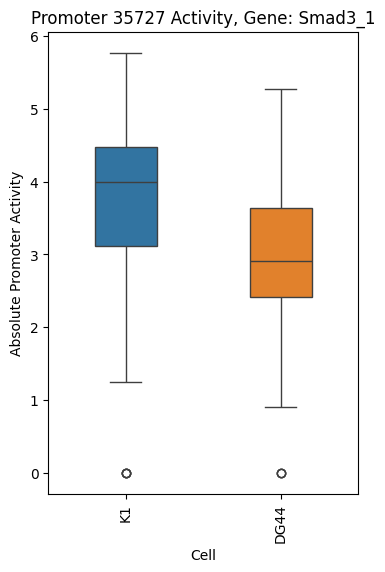 Promoter 35727 Activity, Gene: Smad3_1
6
5
4
3
2
1
0
Absolute Promoter Activity
K1
DG44
Cell